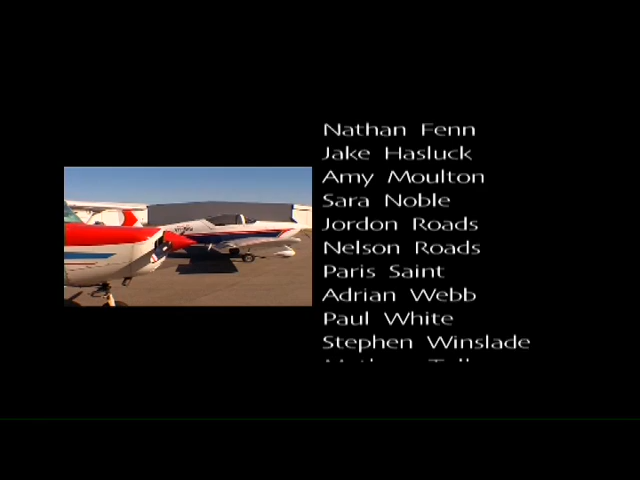 Nathan Fenn
Jake Hasluck
Amy Moulton
Sara Noble
Jordon Roads
Nelson Roads
Paris Saint
Adrian Webb
Paul White
Stephen Winslade